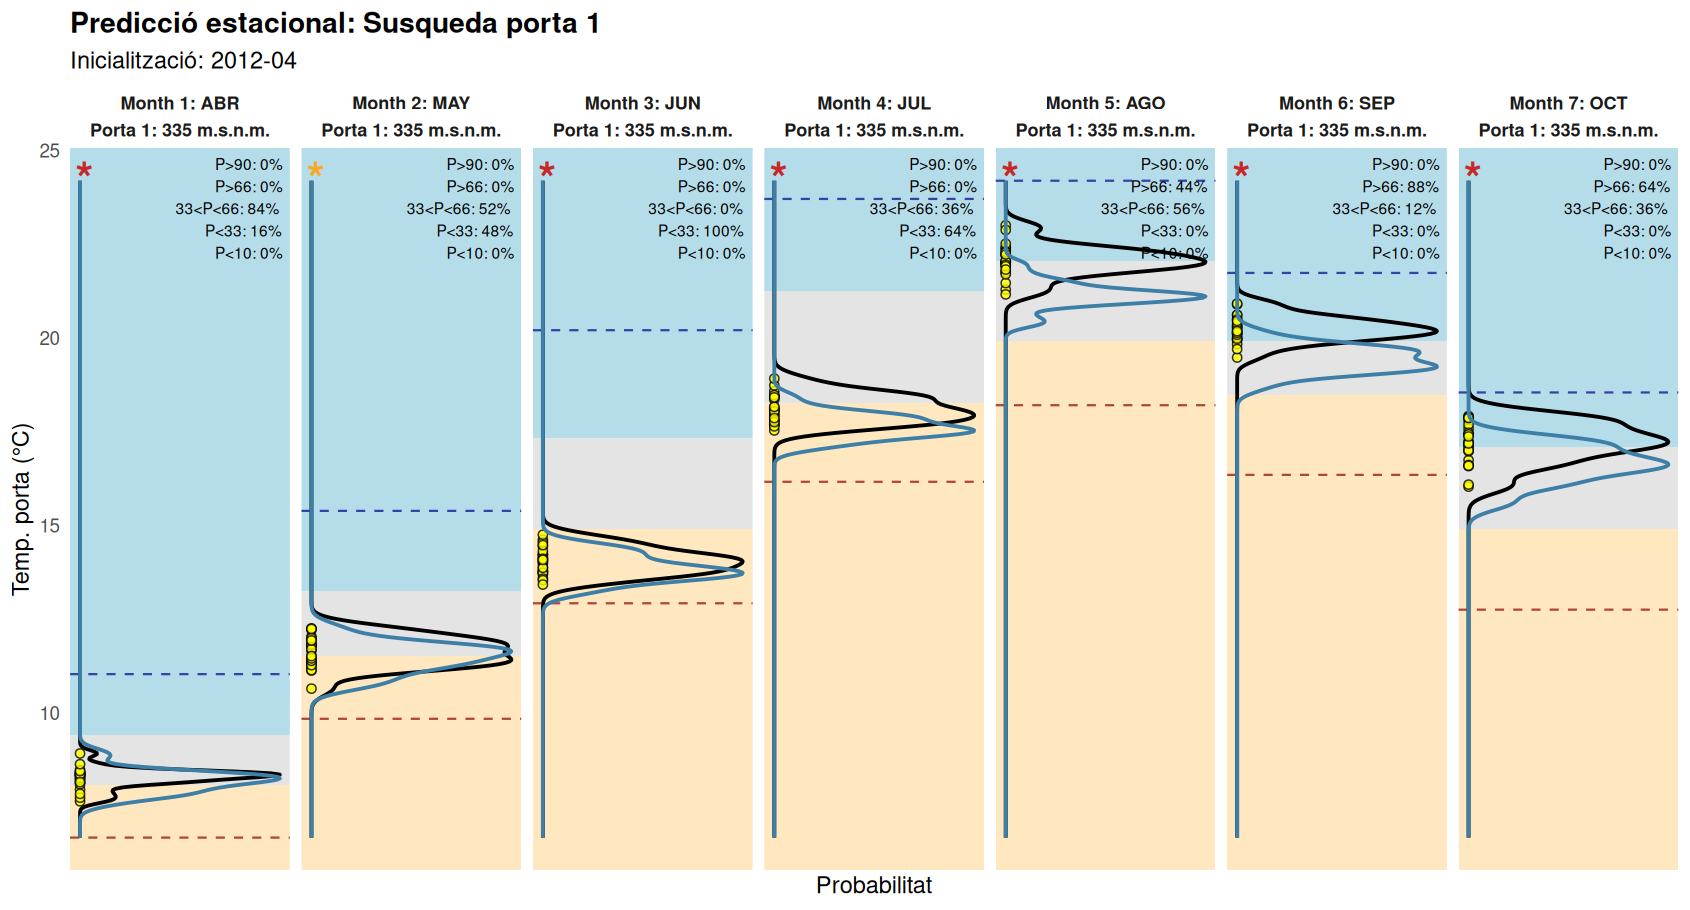 Predicció estacional: Susqueda porta 1
Inicialització: 2012-04
Month 1: ABR
Porta 1: 335 m.s.n.m.
Month 2: MAY
Porta 1: 335 m.s.n.m.
Month 3: JUN
Porta 1: 335 m.s.n.m.
Month 4: JUL
Porta 1: 335 m.s.n.m.
Month 5: AGO
Porta 1: 335 m.s.n.m.
Month 6: SEP
Porta 1: 335 m.s.n.m.
Month 7: OCT
Porta 1: 335 m.s.n.m.
Temp. porta (°C)
25
20
15
10
*
P>90: 0%
P>66: 0%
33<P<66: 84%
P<33: 16%
P<10: 0%
*
P>90: 0%
P>66: 0%
33<P<66: 52%
P<33: 48%
P<10: 0%
*
P>90: 0%
P>66: 0%
33<P<66: 0%
P<33: 100%
P<10: 0%
*
P>90: 0%
P>66: 0%
33<P<66: 36%
P<33: 64%
P<10: 0%
*
P>90: 0%
P>66: 44%
33<P<66: 56%
P<33: 0%
P<10: 0%
*
P>90: 0%
P>66: 88%
33<P<66: 12%
P<33: 0%
P<10: 0%
*
P>90: 0%
P>66: 64%
33<P<66: 36%
P<33: 0%
P<10: 0%
Probabilitat